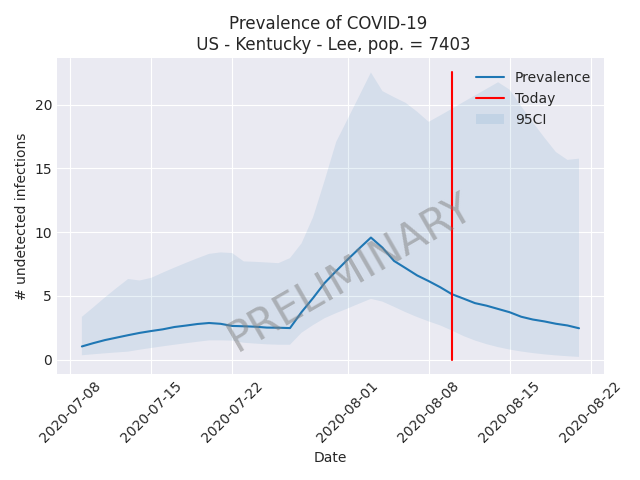 Prevalence of COVID-19
US - Kentucky - Lee, pop. = 7403
# undetected infections
20
15
10
5
0
Prevalence
Today
95CI
PRELIMINARY
2020-07-08
2020-07-15
2020-07-22
2020-08-01
2020-08-08
2020-08-15
2020-08-22
Date